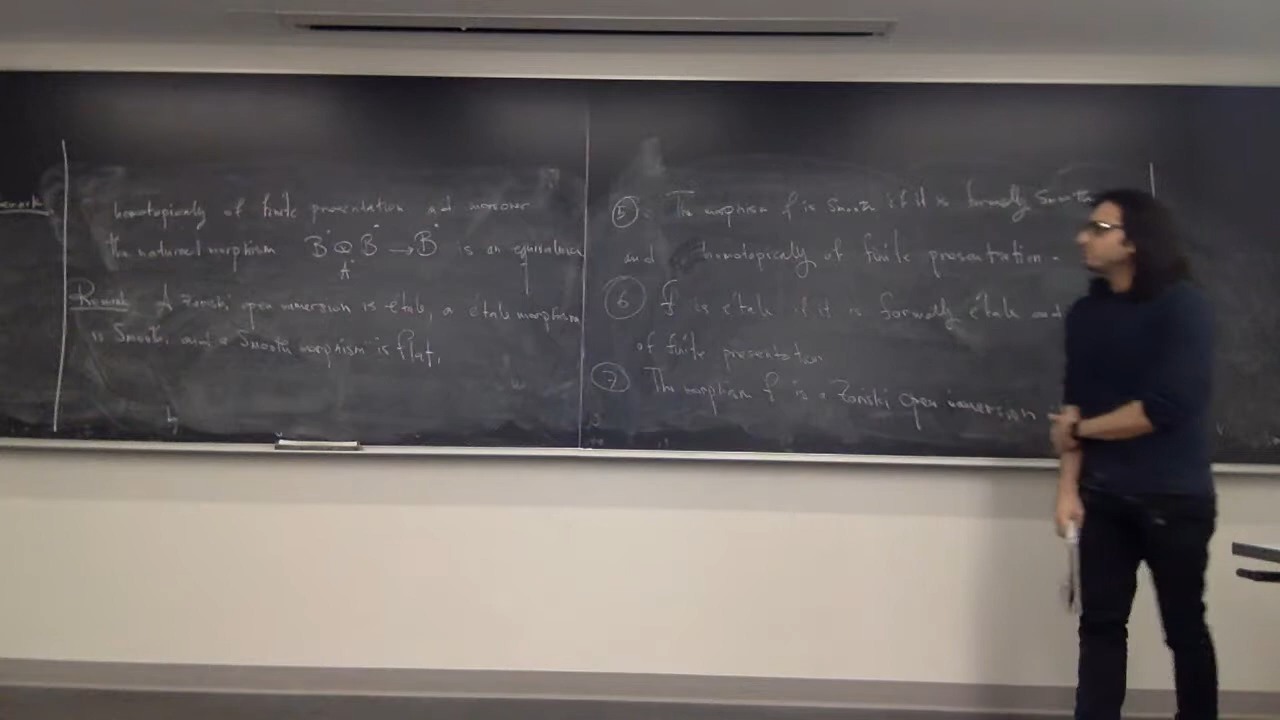 homotopically of finite presentation and moreover
the natural morphism B• ⊗ B• → B• is an equivalence
A•
Remark A Zariski open immersion is etale, a étale morphism
is Smooth, and a Smooth morphism is flat,
⑤ The morphism f is Smooth if it is formally Smooth
and homotopically of finite presentation.
⑥ f is étale if it is formally étale and
of finite presentation
⑦ The morphism f is a Zariski open immersion